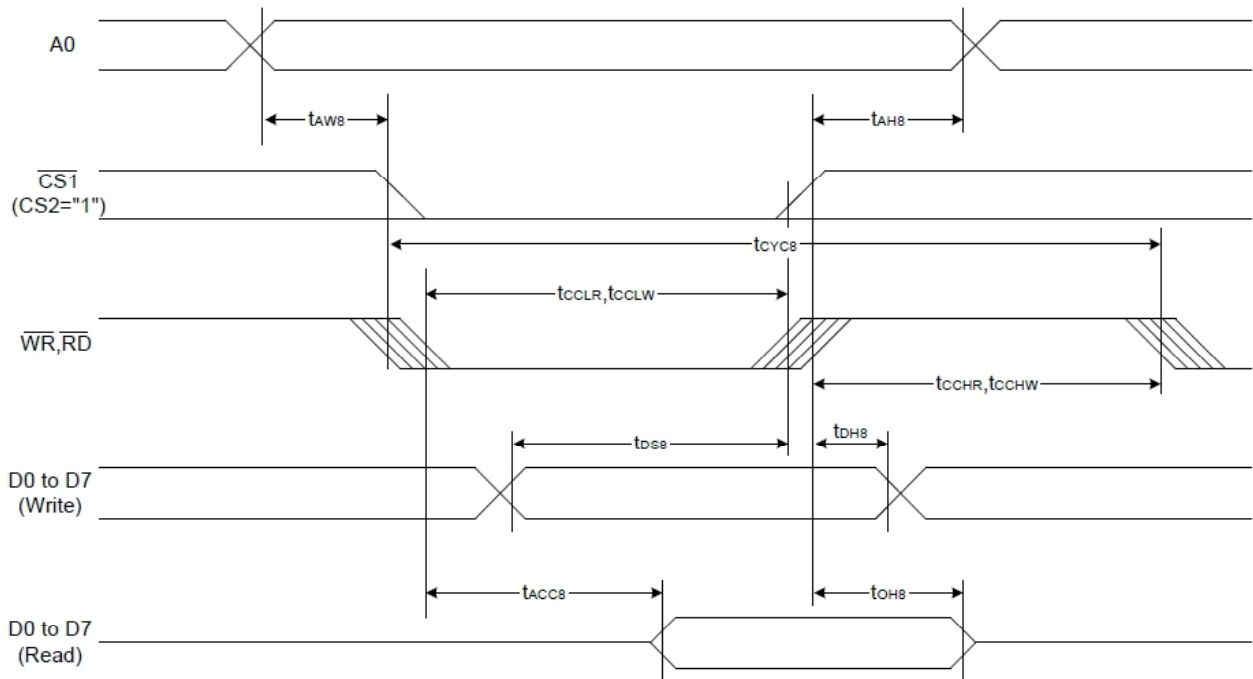 A0
tAW8
tAH8
CS1
(CS2="1")
tCYC8
tCCLR,tCCLW
WR,RD
tCCHR,tCCHW
tDS8
tDH8
D0 to D7
(Write)
tACC8
tOH8
D0 to D7
(Read)